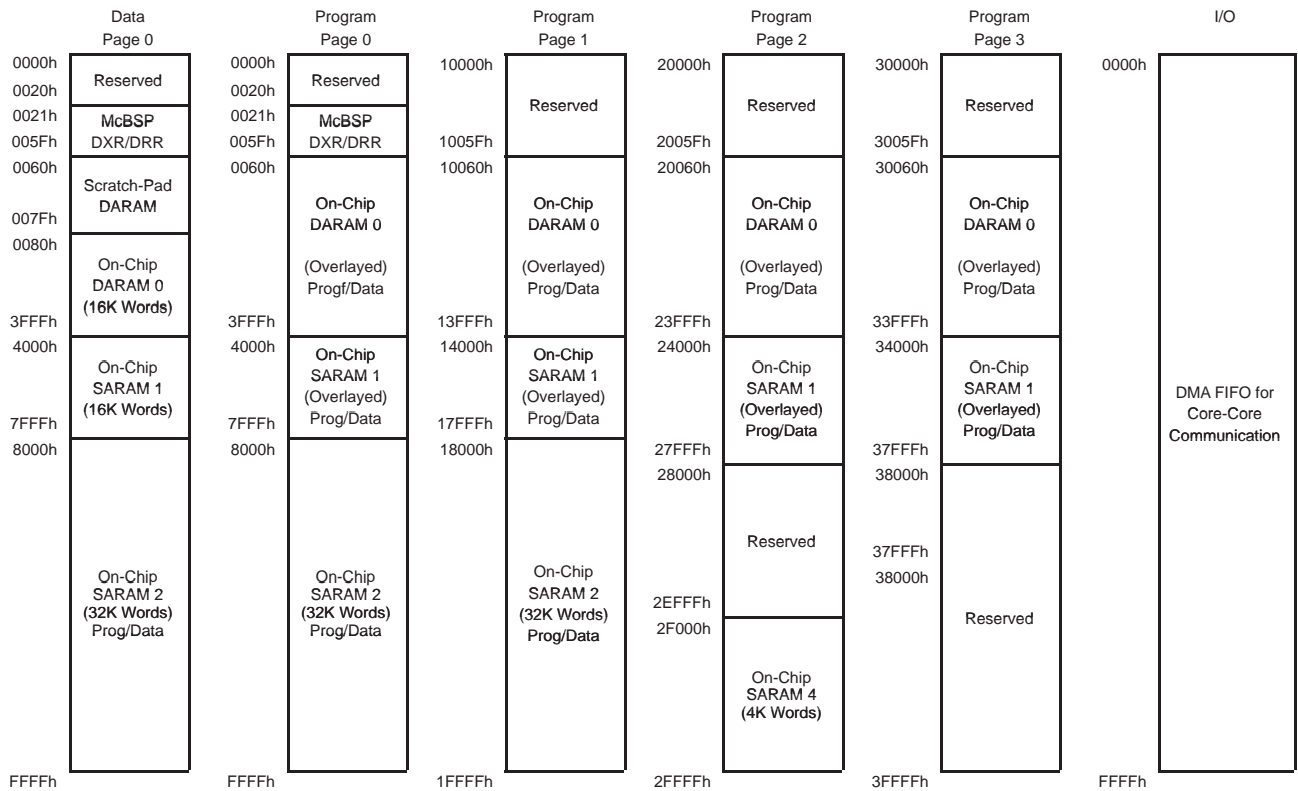 Data
Page 0
0000h
Reserved
0020h
0021h
McBSP
005Fh
DXR/DRR
0060h
Scratch-Pad
DARAM
007Fh
0080h
On-Chip
DARAM 0
(16K Words)
3FFFh
4000h
On-Chip
SARAM 1
(16K Words)
7FFFh
8000h
On-Chip
SARAM 2
(32K Words)
Prog/Data
FFFFh
Program
Page 0
0000h
Reserved
0020h
0021h
McBSP
005Fh
DXR/DRR
0060h
On-Chip
DARAM 0
(Overlayed)
Progf/Data
3FFFh
4000h
On-Chip
SARAM 1
(Overlayed)
Prog/Data
7FFFh
8000h
On-Chip
SARAM 2
(32K Words)
Prog/Data
FFFFh
Program
Page 1
10000h
Reserved
1005Fh
10060h
On-Chip
DARAM 0
(Overlayed)
Prog/Data
13FFFh
14000h
On-Chip
SARAM 1
(Overlayed)
Prog/Data
17FFFh
18000h
On-Chip
SARAM 2
(32K Words)
Prog/Data
1FFFFh
Program
Page 2
20000h
Reserved
2005Fh
20060h
On-Chip
DARAM 0
(Overlayed)
Prog/Data
23FFFh
24000h
On-Chip
SARAM 1
(Overlayed)
Prog/Data
27FFFh
28000h
Reserved
2EFFFh
2F000h
On-Chip
SARAM 4
(4K Words)
2FFFFh
Program
Page 3
30000h
Reserved
3005Fh
30060h
On-Chip
DARAM 0
(Overlayed)
Prog/Data
33FFFh
34000h
On-Chip
SARAM 1
(Overlayed)
Prog/Data
37FFFh
38000h
37FFFh
38000h
Reserved
3FFFFh
I/O
0000h
DMA FIFO for
Core-Core
Communication
FFFFh